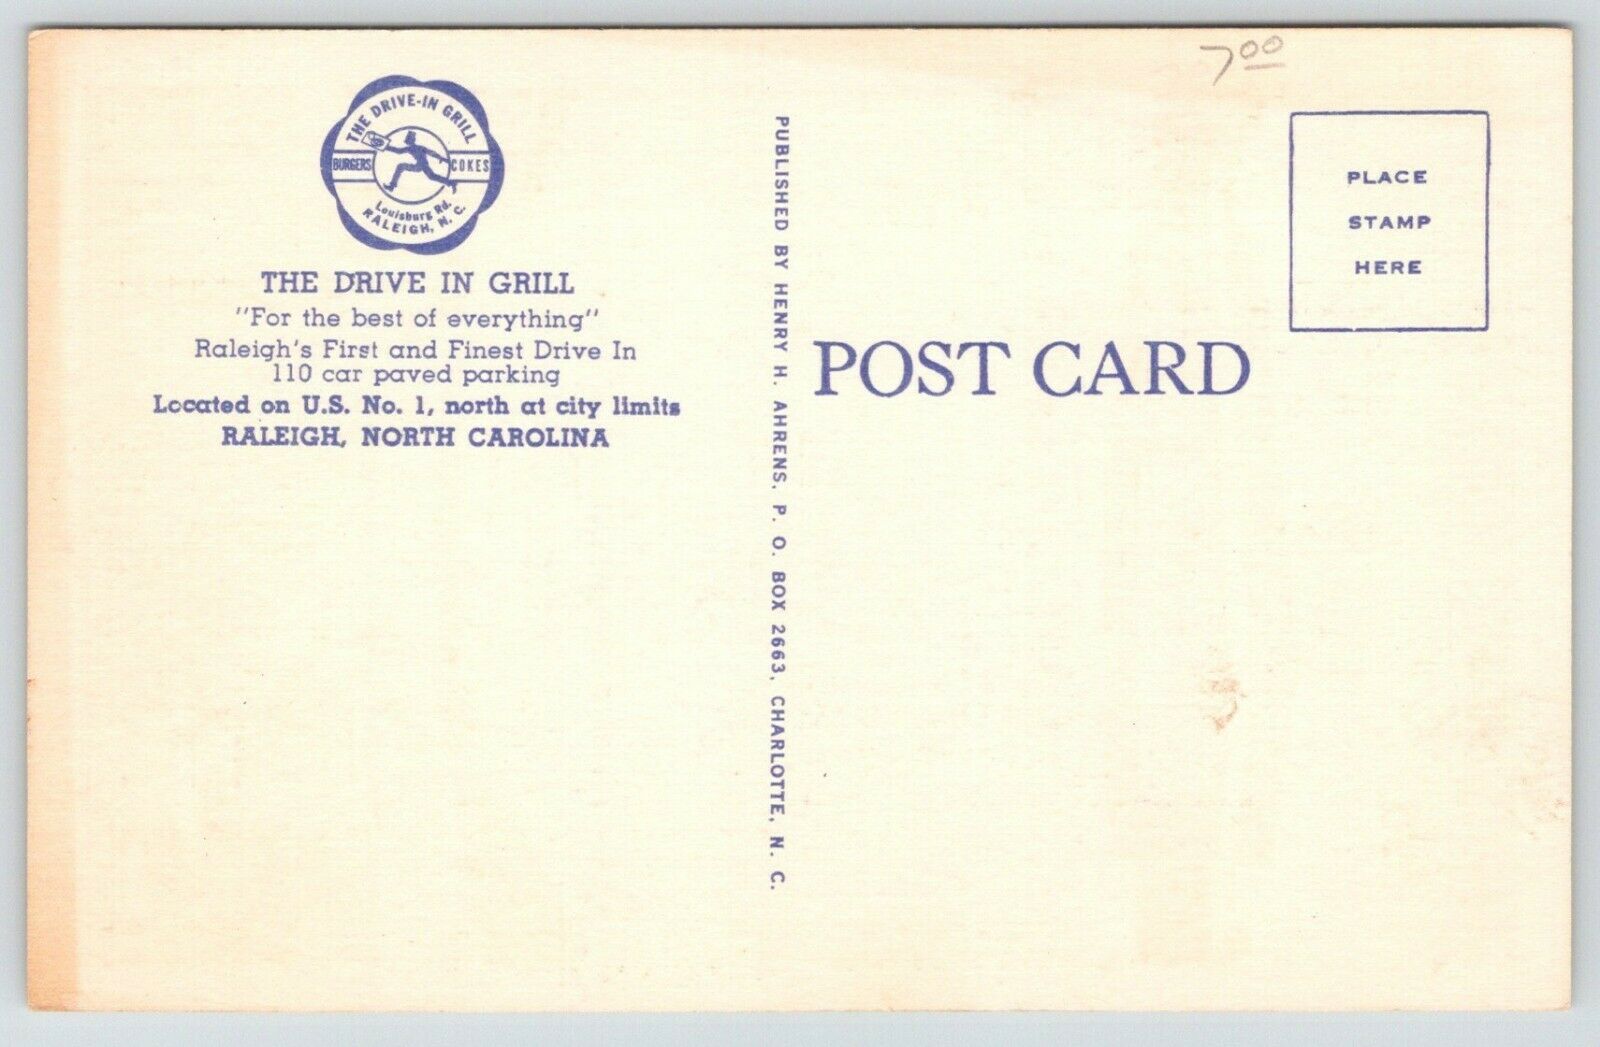 7 00
THE DRIVE-IN GRILL
BURGERS
COKES
Louisburg Rd.
RALEIGH, N. C.
THE DRIVE IN GRILL
"For the best of everything"
Raleigh's First and Finest Drive In
110 car paved parking
Located on U.S. No. 1, north at city limits
RALEIGH, NORTH CAROLINA
PUBLISHED BY HENRY H. AHRENS, P. O. BOX 2663, CHARLOTTE, N. C.
POST CARD
PLACE
STAMP
HERE